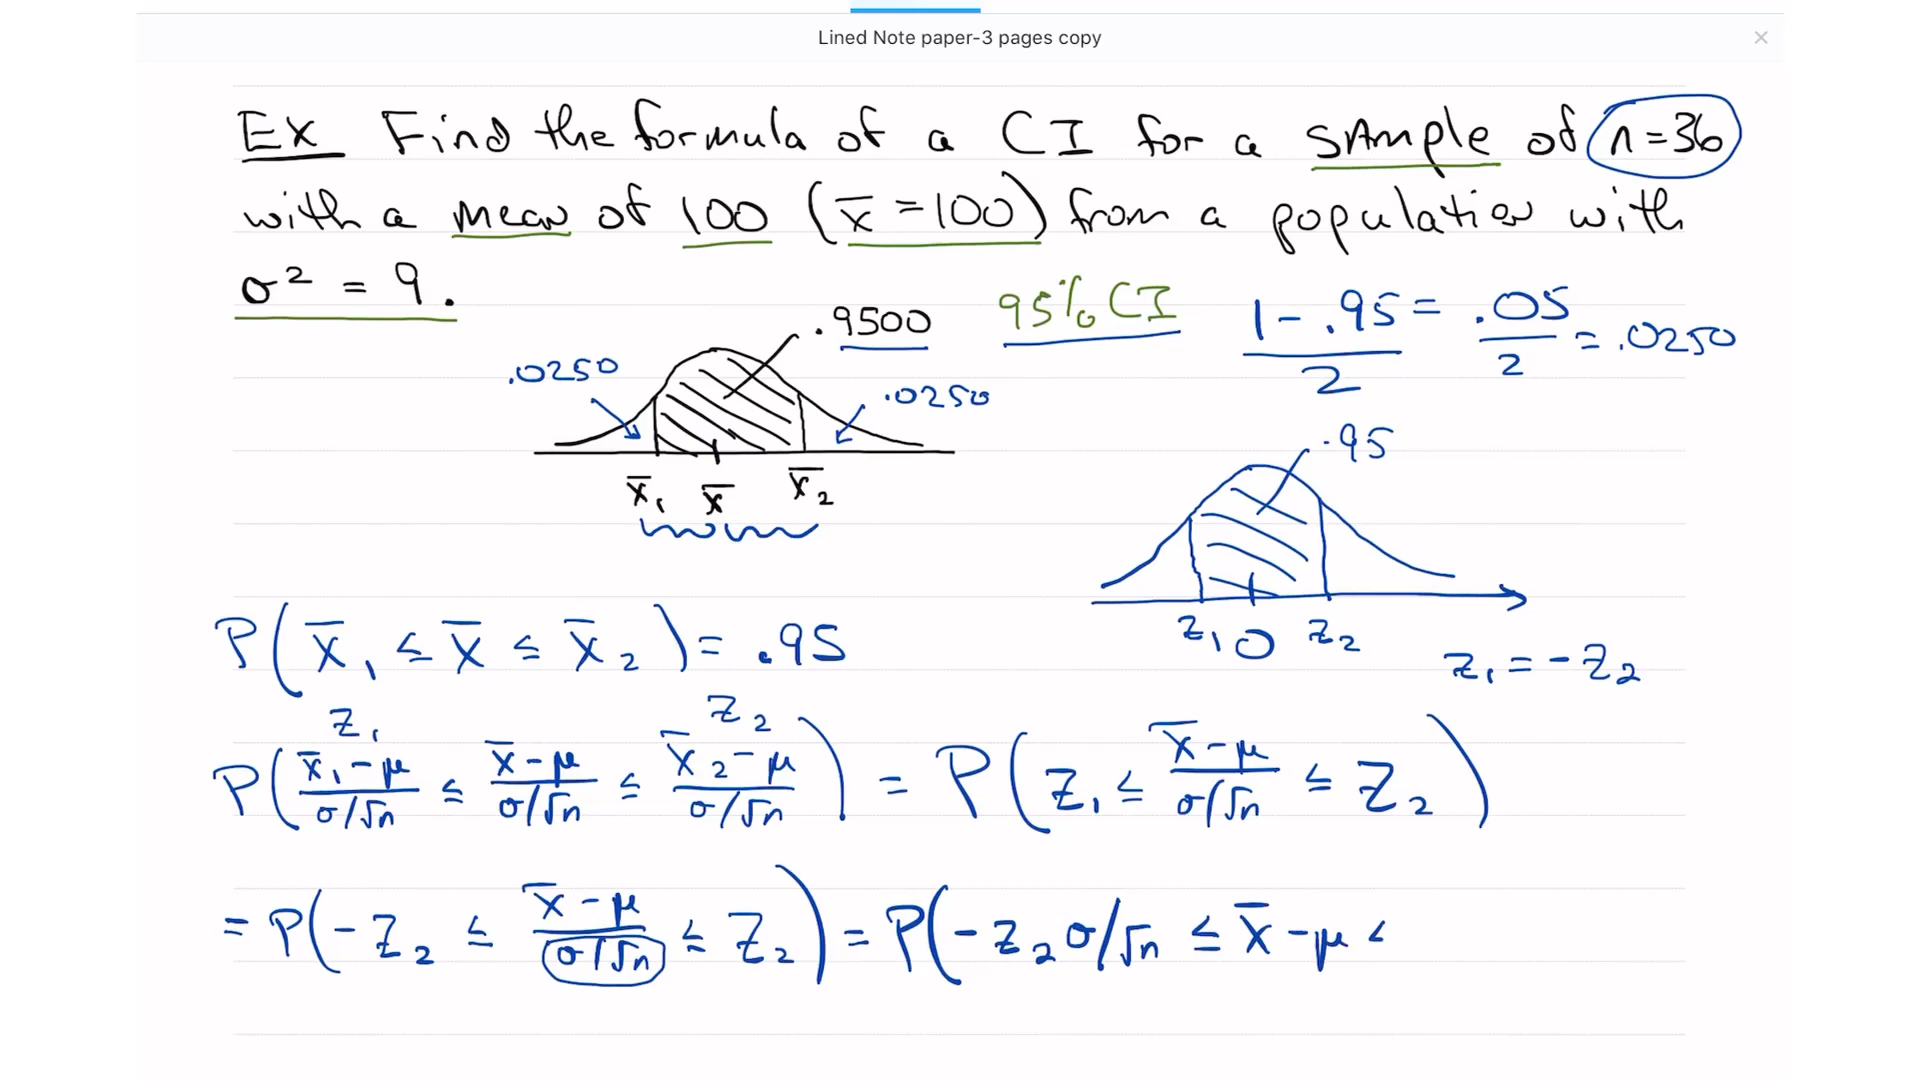 Lined Note paper-3 pages copy
Ex Find the formula of a CI for a sample of n = 36
with a mean of 100 (x̅ = 100) from a population with
σ² = 9.
95% CI
(1 - .95)/2 = .05/2 = .0250
.9500
.0250
.0250
x̅₁ x̅ x̅₂
.95
z₁ 0 z₂
z₁ = -z₂
P(x̅₁ ≤ x̅ ≤ x̅₂) = .95
z₁ z₂
P((x̅₁ - μ)/(σ/√n) ≤ (x̅ - μ)/(σ/√n) ≤ (x̅₂ - μ)/(σ/√n)) = P(z₁ ≤ (x̅ - μ)/(σ/√n) ≤ z₂)
= P(-z₂ ≤ (x̅ - μ)/(σ/√n) ≤ z₂) = P(-z₂ σ/√n ≤ x̅ - μ <